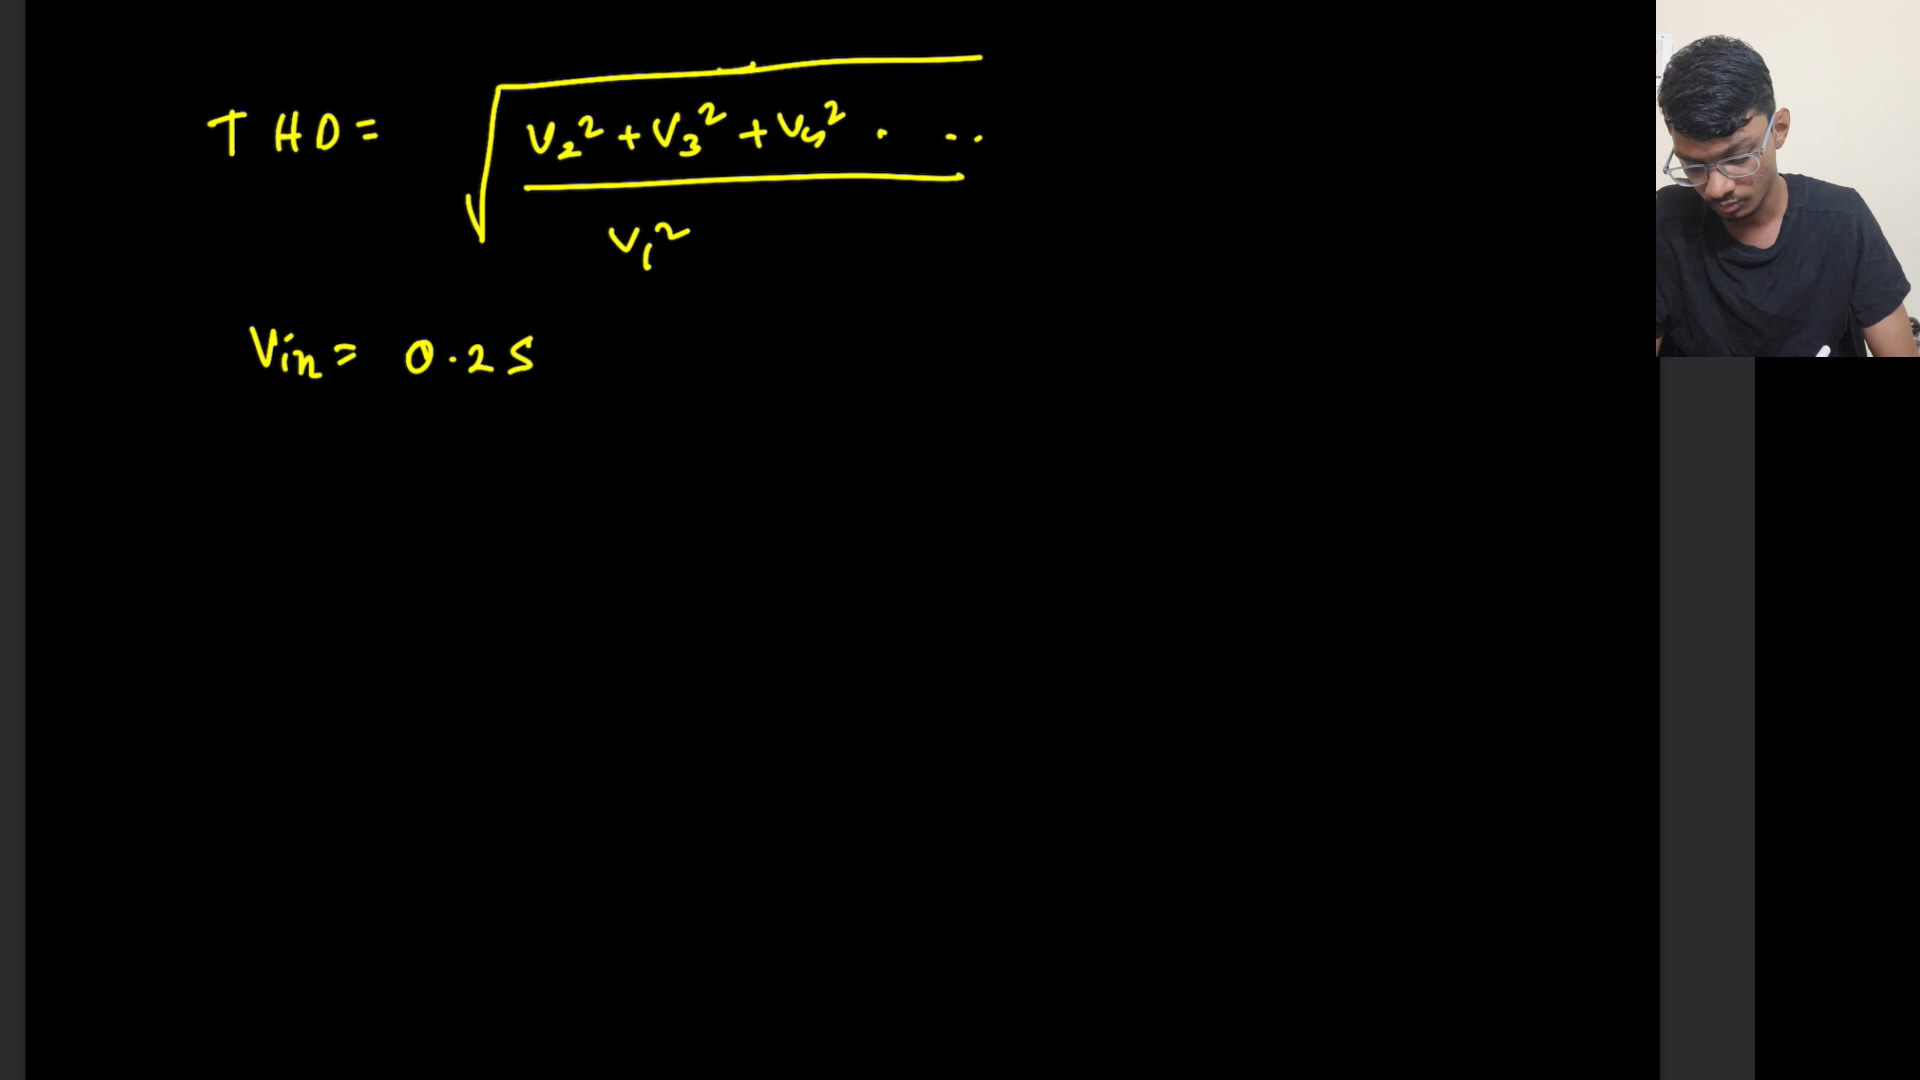 THD = √((V₂² + V₃² + V₄² . ..) / V₁²)
Vin = 0.25